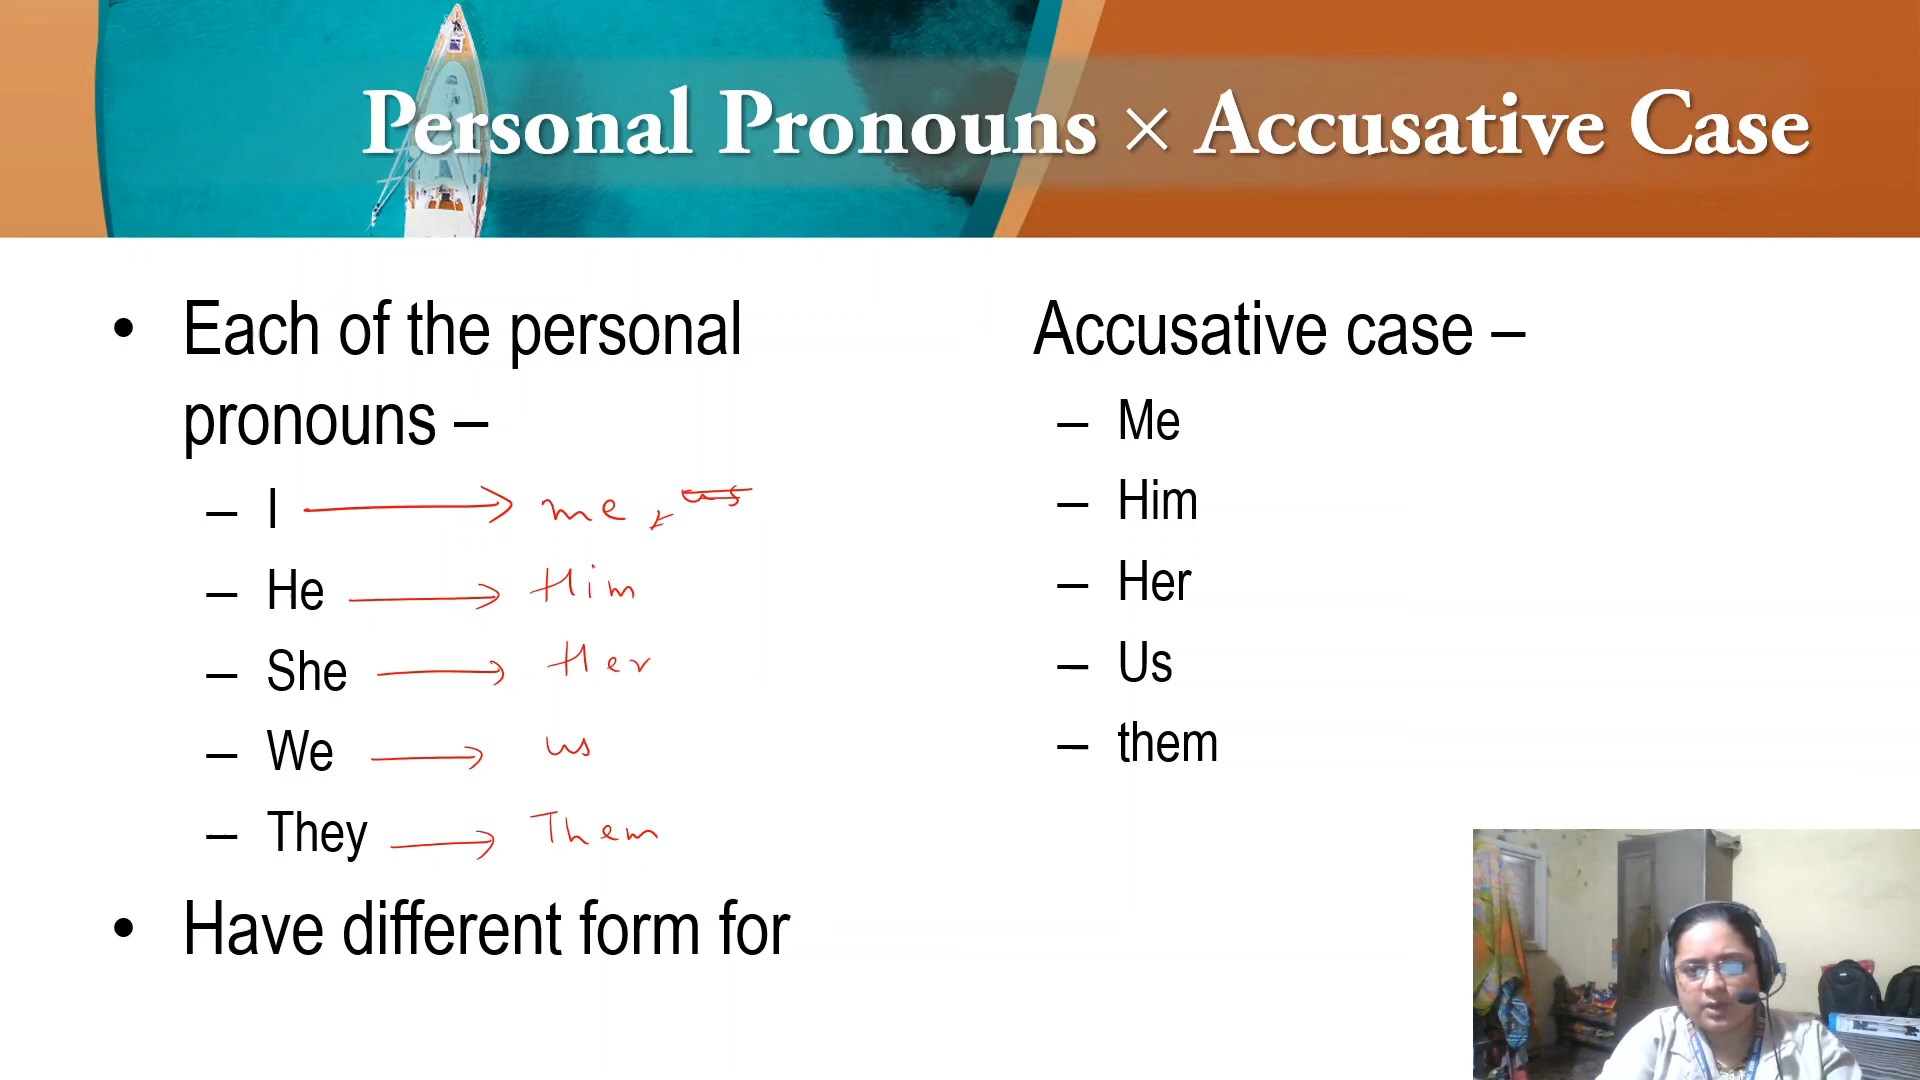 Personal Pronouns × Accusative Case
• Each of the personal
pronouns –
– I → me, us
– He → Him
– She → Her
– We → us
– They → Them
• Have different form for
Accusative case –
– Me
– Him
– Her
– Us
– them